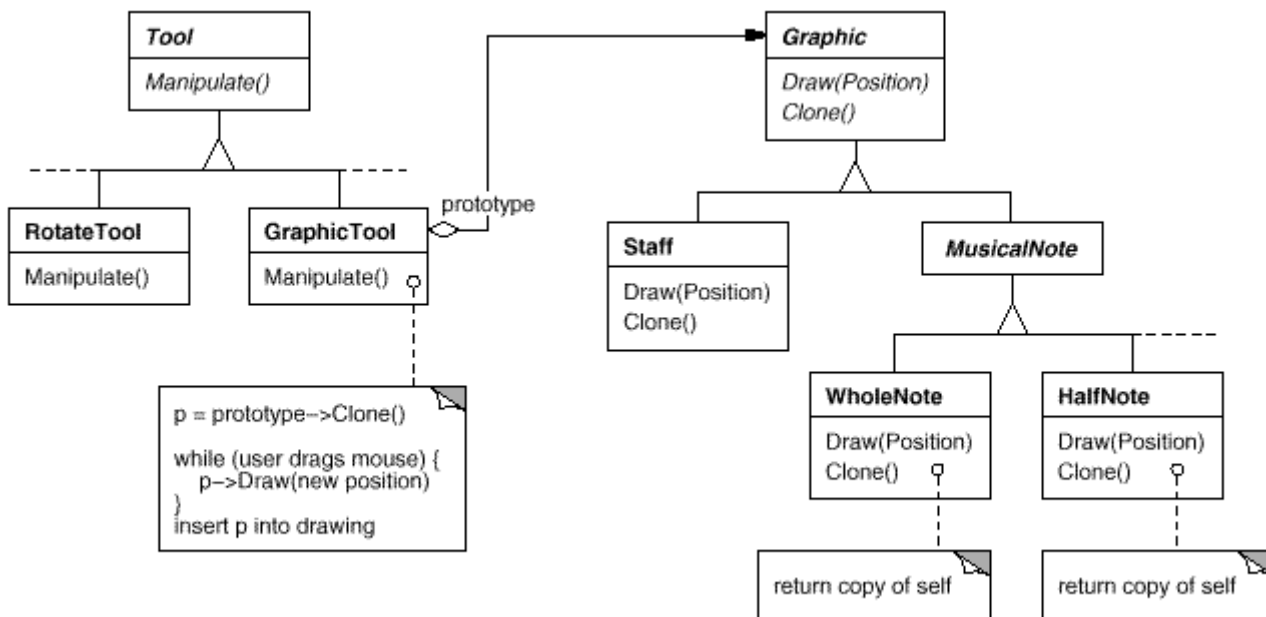 Tool
Manipulate()
Graphic
Draw(Position)
Clone()
prototype
RotateTool
Manipulate()
GraphicTool
Manipulate()
Staff
Draw(Position)
Clone()
MusicalNote
p = prototype–>Clone()
while (user drags mouse) {
p–>Draw(new position)
}
insert p into drawing
WholeNote
Draw(Position)
Clone()
HalfNote
Draw(Position)
Clone()
return copy of self
return copy of self